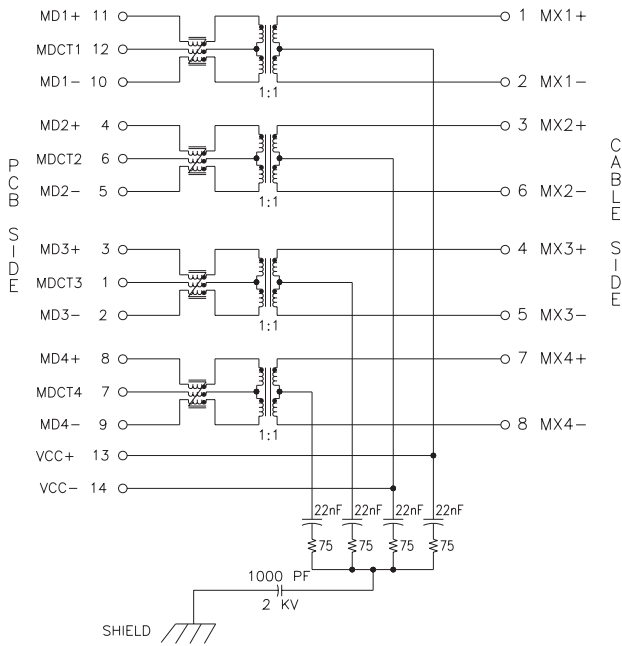 MD1+ 11 1 MX1+
MDCT1 12
MD1- 10 2 MX1-
1:1
MD2+ 4 3 MX2+
MDCT2 6
MD2- 5 6 MX2-
1:1
PCB SIDE
CABLE SIDE
MD3+ 3 4 MX3+
MDCT3 1
MD3- 2 5 MX3-
1:1
MD4+ 8 7 MX4+
MDCT4 7
MD4- 9 8 MX4-
1:1
VCC+ 13
VCC- 14
22nF 22nF 22nF 22nF
75 75 75 75
1000 PF
2 KV
SHIELD